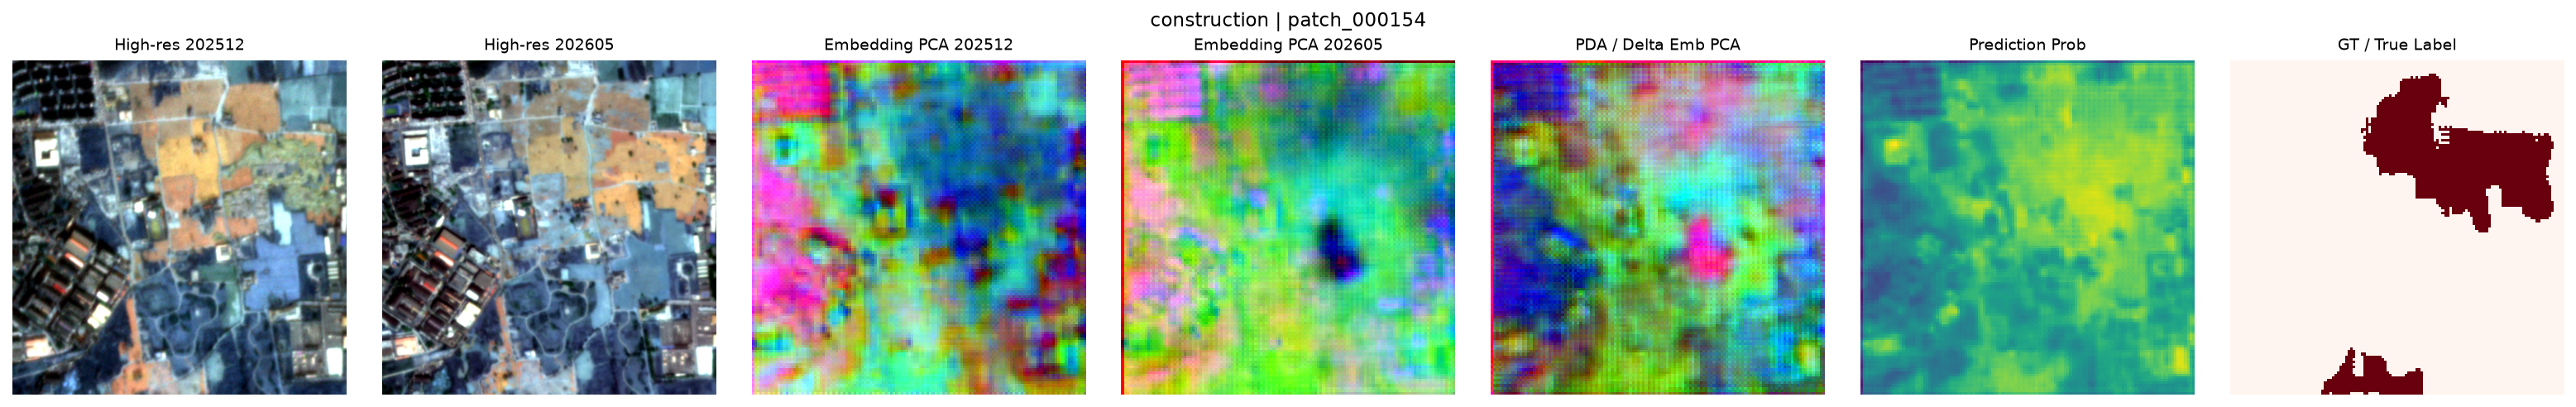 construction | patch_000154
High-res 202512
High-res 202605
Embedding PCA 202512
Embedding PCA 202605
PDA / Delta Emb PCA
Prediction Prob
GT / True Label